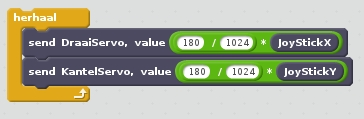 herhaal
send DraaiServo, value 180 / 1024 * JoyStickX
send KantelServo, value 180 / 1024 * JoyStickY